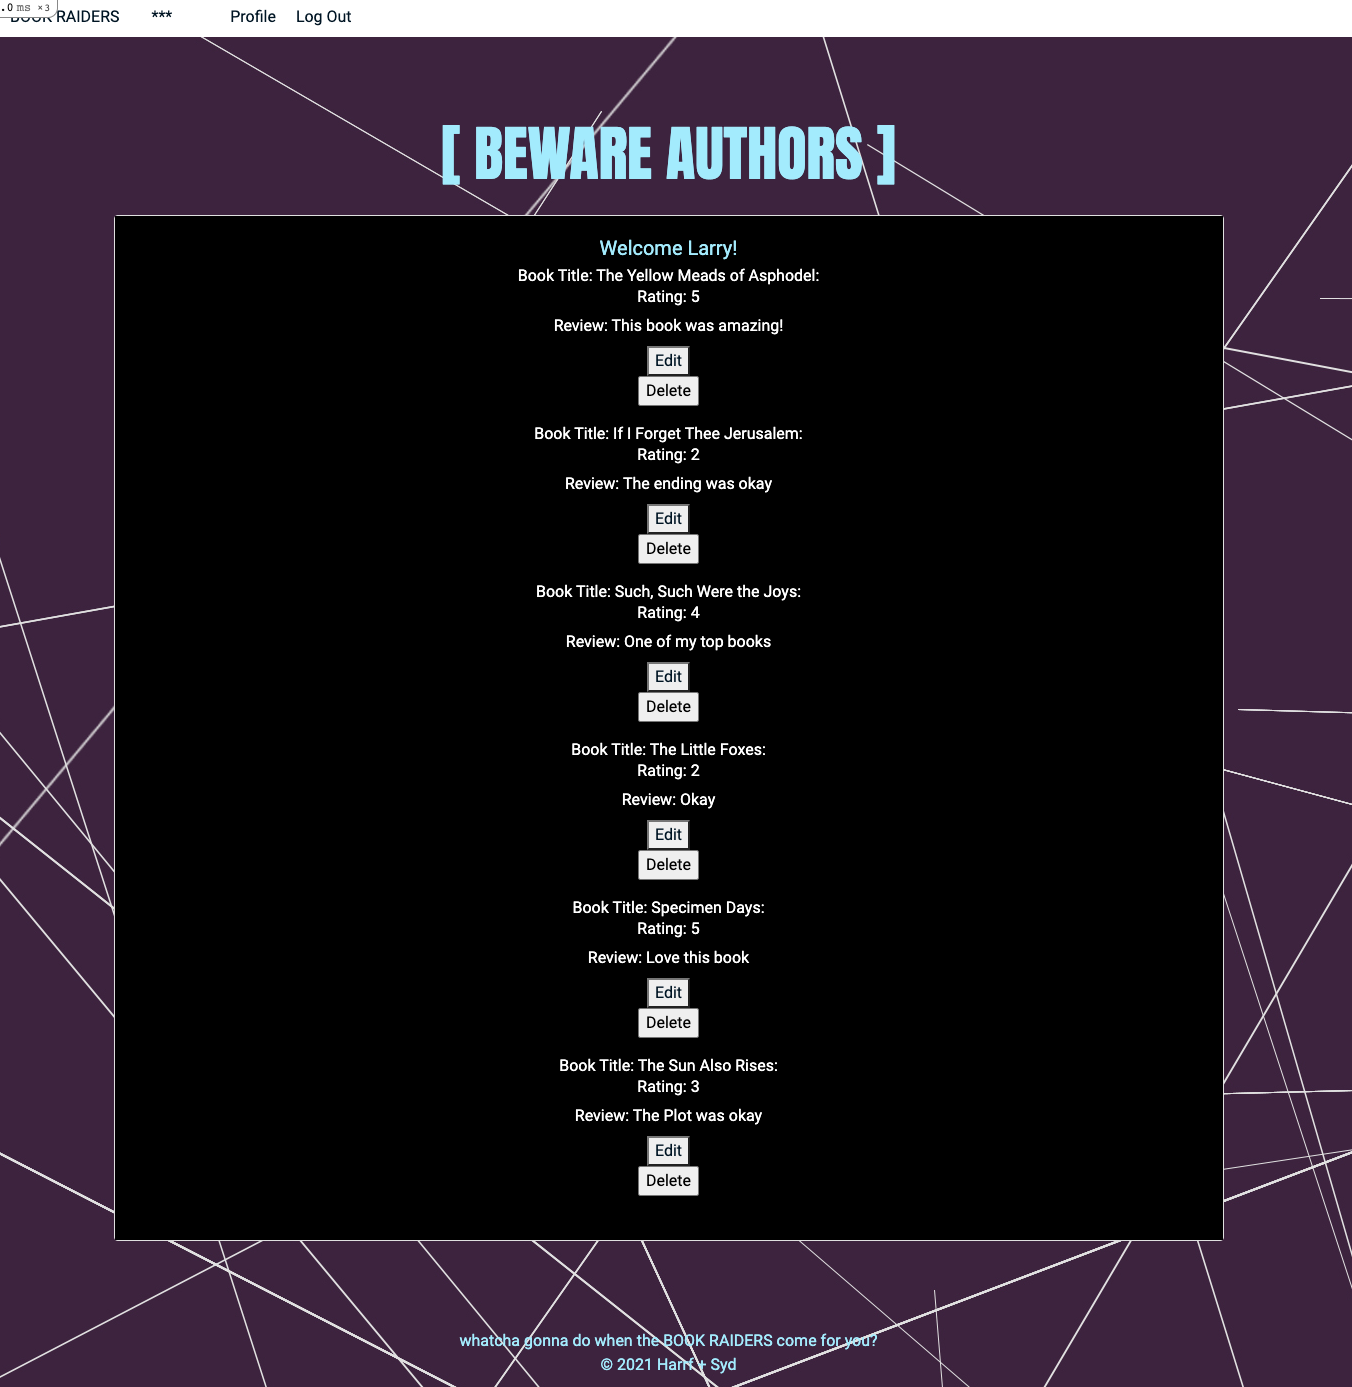 .0 ms ×3
BOOK RAIDERS *** Profile Log Out
[ BEWARE AUTHORS ]
Welcome Larry!
Book Title: The Yellow Meads of Asphodel:
Rating: 5
Review: This book was amazing!
Edit
Delete
Book Title: If I Forget Thee Jerusalem:
Rating: 2
Review: The ending was okay
Edit
Delete
Book Title: Such, Such Were the Joys:
Rating: 4
Review: One of my top books
Edit
Delete
Book Title: The Little Foxes:
Rating: 2
Review: Okay
Edit
Delete
Book Title: Specimen Days:
Rating: 5
Review: Love this book
Edit
Delete
Book Title: The Sun Also Rises:
Rating: 3
Review: The Plot was okay
Edit
Delete
whatcha gonna do when the BOOK RAIDERS come for you?
© 2021 Harrf + Syd